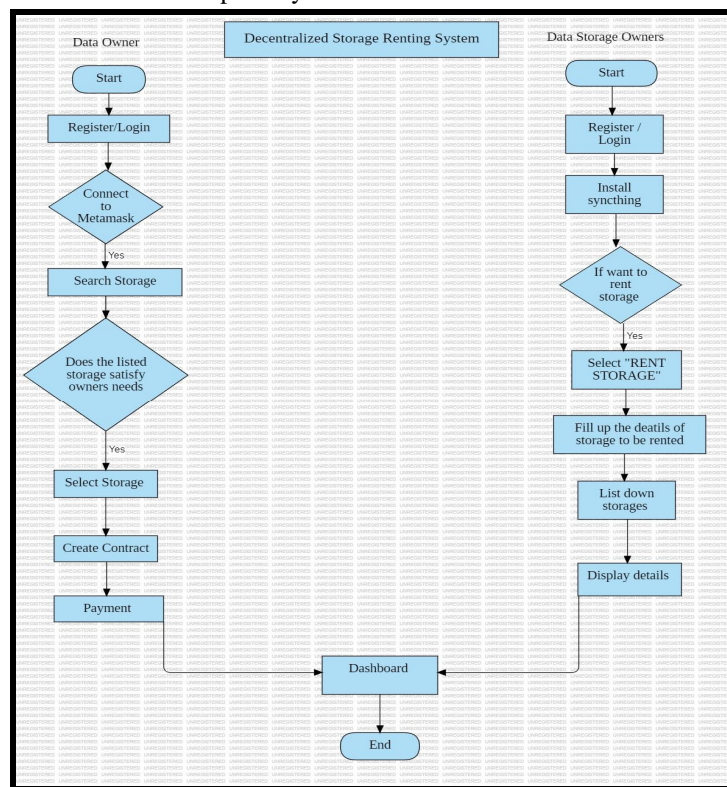 Decentralized Storage Renting System
Data Owner
Start
Register/Login
Connect
to
Metamask
Yes
Search Storage
Does the listed
storage satisfy
owners needs
Yes
Select Storage
Create Contract
Payment
Data Storage Owners
Start
Register /
Login
Install
syncthing
If want to
rent
storage
Yes
Select "RENT
STORAGE"
Fill up the deatils of
storage to be rented
List down
storages
Display details
Dashboard
End